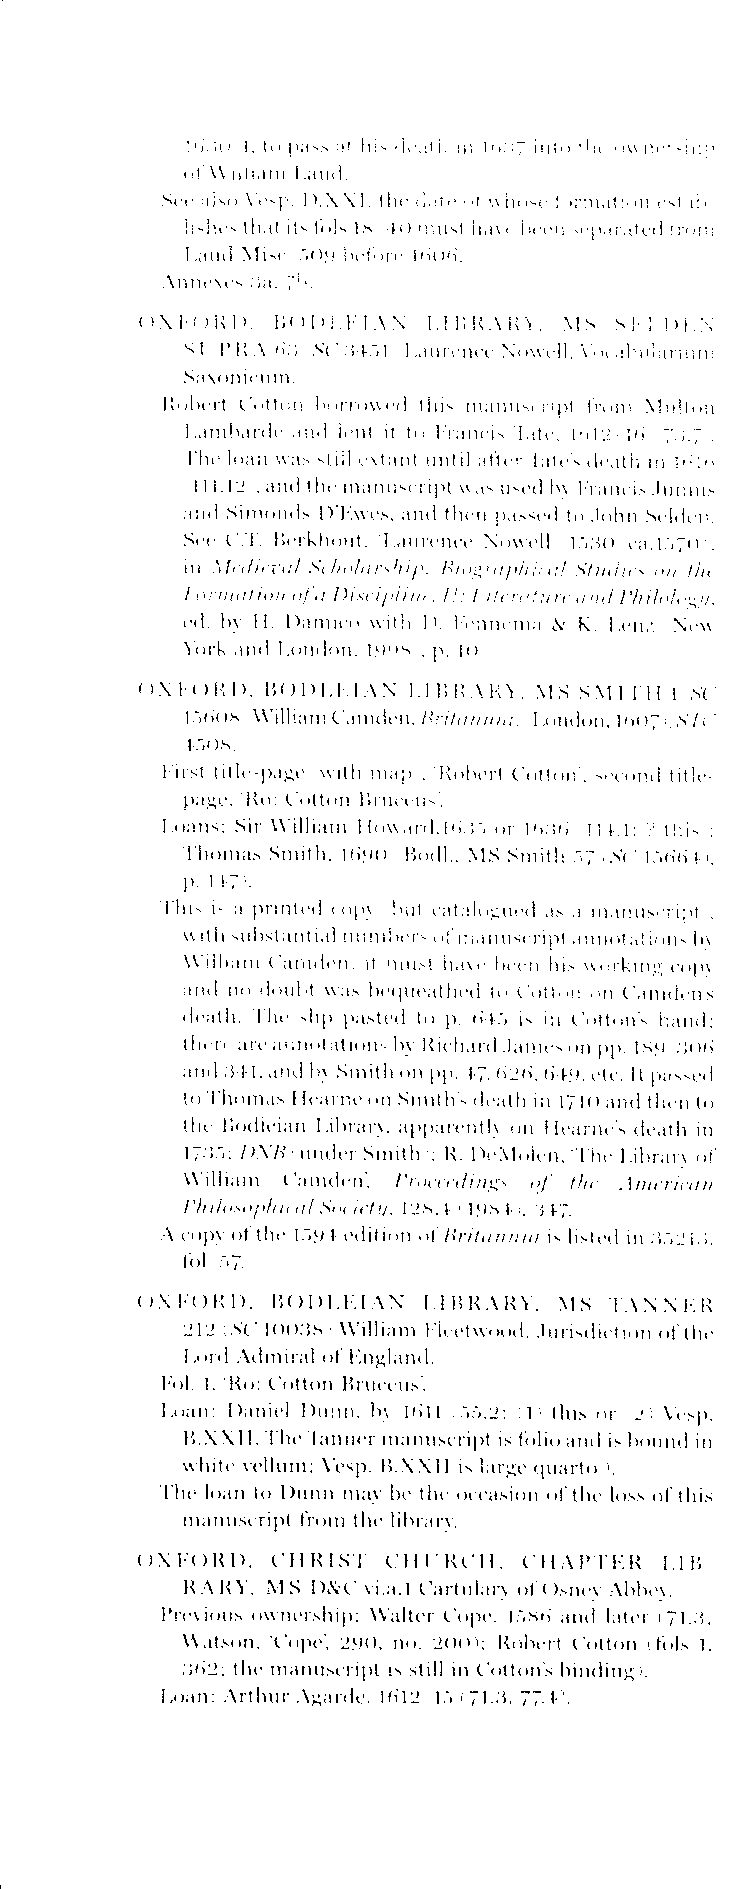 to pass at his death in 1637 into the ownership
of William Laud.
See also Vesp. D.XXI, the date of whose formation estab-
lishes that its fols 18–40 must have been separated from
Laud Misc. 509 before 1606.
Annexes 3a, 7b.
OXFORD, BODLEIAN LIBRARY, MS SELDEN
SUPRA 63 (SC 3451) Laurence Nowell, Vocabularium
Saxonicum.
Robert Cotton borrowed this manuscript from Multon
Lambarde and lent it to Francis Tate, 1612–16
The loan was still extant until after Tate's death in 1616
and the manuscript was used by Francis Junius
and Simonds D'Ewes, and then passed to John Selden.
See C.T. Berkhout, 'Laurence Nowell (1530–ca.1570)',
in Medieval Scholarship. Biographical Studies on the
Formation of a Discipline, II: Literature and Philology,
ed. by H. Damico with D. Fennema & K. Lenz (New
York and London, 1998), p. 10
OXFORD, BODLEIAN LIBRARY, MS SMITH 1 (SC
15608) William Camden, Britannia. (London, 1607) (STC
4508.
First title-page (with map), 'Robert Cotton', second title-
page, 'Ro: Cotton Bruceus'.
Loans: Sir William Howard,1635 or 1636 (114.1: ? this);
Thomas Smith, 1690 (Bodl., MS Smith 57 (SC 15664),
p. 147).
This is a printed copy (but catalogued as a manuscript),
with substantial numbers of manuscript annotations by
William Camden. it must have been his working copy
and no doubt was bequeathed to Cotton on Camden's
death. The slip pasted to p. 645 is in Cotton's hand;
there are annotations by Richard James on pp. 189, 306
and 341, and by Smith on pp. 47, 626, 649, etc. It passed
to Thomas Hearne on Smith's death in 1710 and then to
the Bodleian Library, apparently on Hearne's death in
1735; DNB (under Smith); R. DeMolen, 'The Library of
William Camden', Proceedings of the American
Philosophical Society, 128.4 (1984), 347.
A copy of the 1594 edition of Britannia is listed in 35213,
fol. 57.
OXFORD, BODLEIAN LIBRARY, MS TANNER
212 (SC 10038) William Fleetwood, Jurisdiction of the
Lord Admiral of England.
Fol. 1, 'Ro: Cotton Bruceus'.
Loan: Daniel Dunn, by 1611 (55.2: (1) this or (2) Vesp.
B.XXII. The Tanner manuscript is folio and is bound in
white vellum; Vesp. B.XXII is large quarto).
The loan to Dunn may be the occasion of the loss of this
manuscript from the library.
OXFORD, CHRIST CHURCH, CHAPTER LIB-
RARY, MS D&C vi.a.1 Cartulary of Osney Abbey.
Previous ownership: Walter Cope, 1586 and later (71.3,
Watson, 'Cope', 290, no. 200); Robert Cotton (fols 1,
362; the manuscript is still in Cotton's binding).
Loan: Arthur Agarde, 1612–15 (71.3, 77.4).